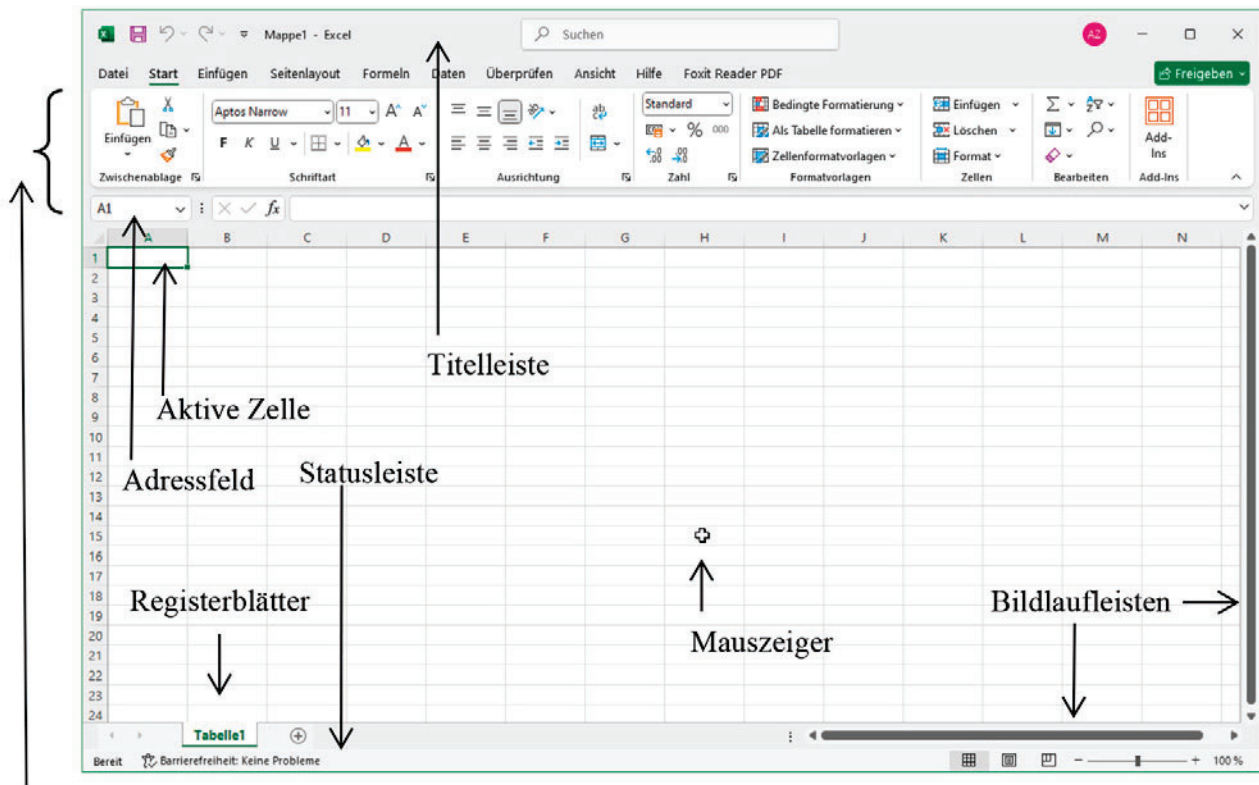 Mappe1 - Excel
Suchen
AZ
Datei Start Einfügen Seitenlayout Formeln Daten Überprüfen Ansicht Hilfe Foxit Reader PDF
Freigeben
Aptos Narrow 11 A A
Standard
Bedingte Formatierung
Einfügen
Einfügen
F K U A
ab
% 000
Als Tabelle formatieren
Löschen
Add-
Ins
Zellenformatvorlagen
Format
Zwischenablage Schriftart Ausrichtung Zahl Formatvorlagen Zellen Bearbeiten Add-Ins
A1 fx
A B C D E F G H I J K L M N
1
2
3
4
5
6
Titelleiste
7
8
Aktive Zelle
9
10
11
12
Adressfeld
Statusleiste
13
14
15
16
17
18
Registerblätter
Bildlaufleisten
19
20
Mauszeiger
21
22
23
24
Tabelle1
Bereit Barrierefreiheit: Keine Probleme
100 %